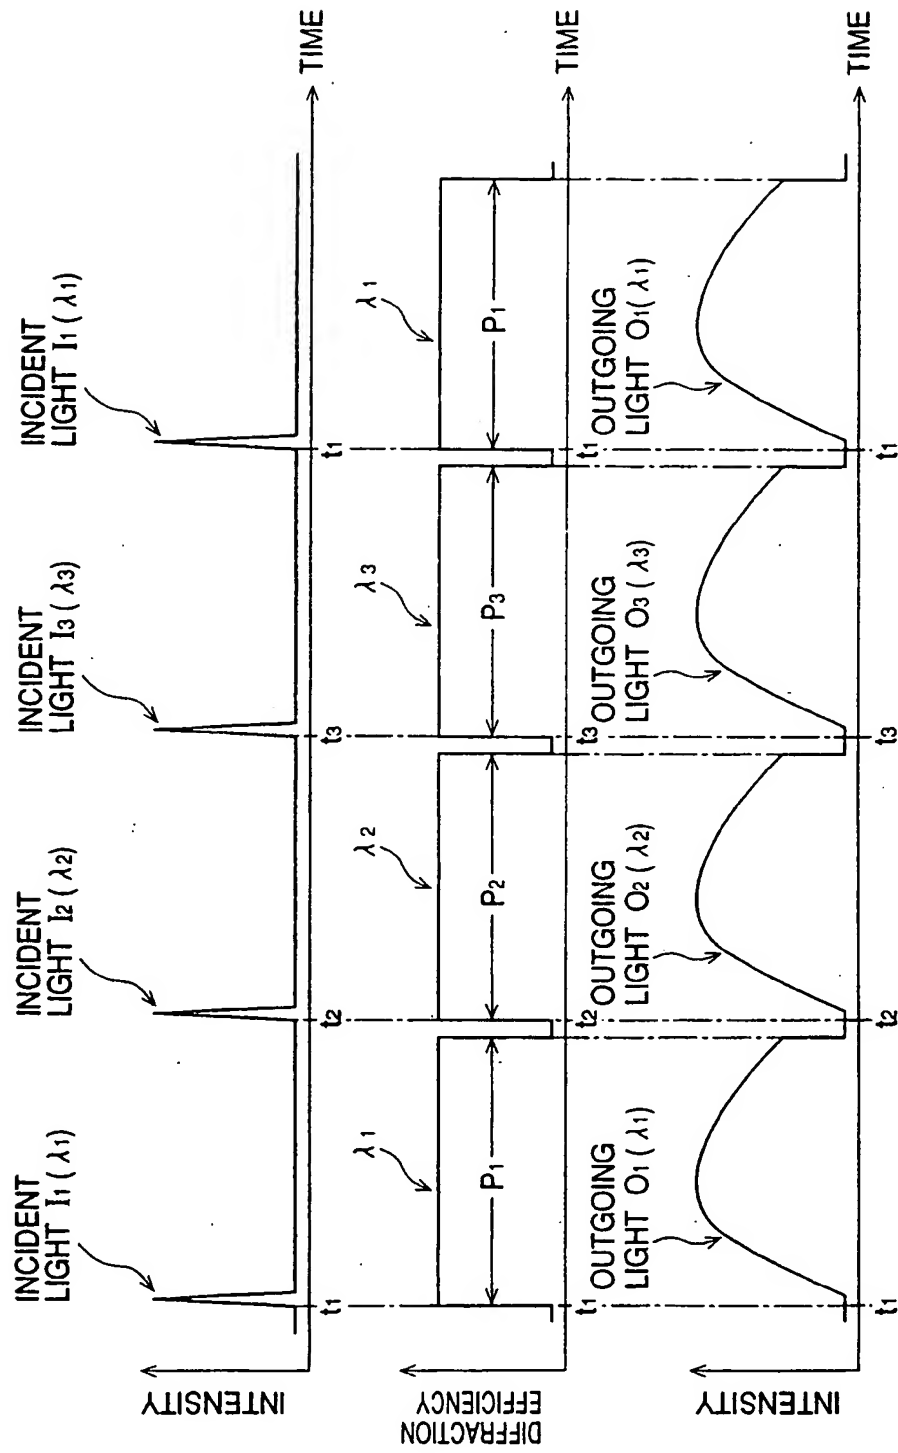 INTENSITY
INCIDENT
LIGHT I1 (λ1)
INCIDENT
LIGHT I2 (λ2)
INCIDENT
LIGHT I3 (λ3)
INCIDENT
LIGHT I1 (λ1)
t1
t2
t3
t1
TIME
DIFFRACTION
EFFICIENCY
λ1
λ2
λ3
λ1
P1
P2
P3
P1
t1
t2
t3
t1
TIME
INTENSITY
OUTGOING
LIGHT O1 (λ1)
OUTGOING
LIGHT O2 (λ2)
OUTGOING
LIGHT O3 (λ3)
OUTGOING
LIGHT O1 (λ1)
t1
t2
t3
t1
TIME